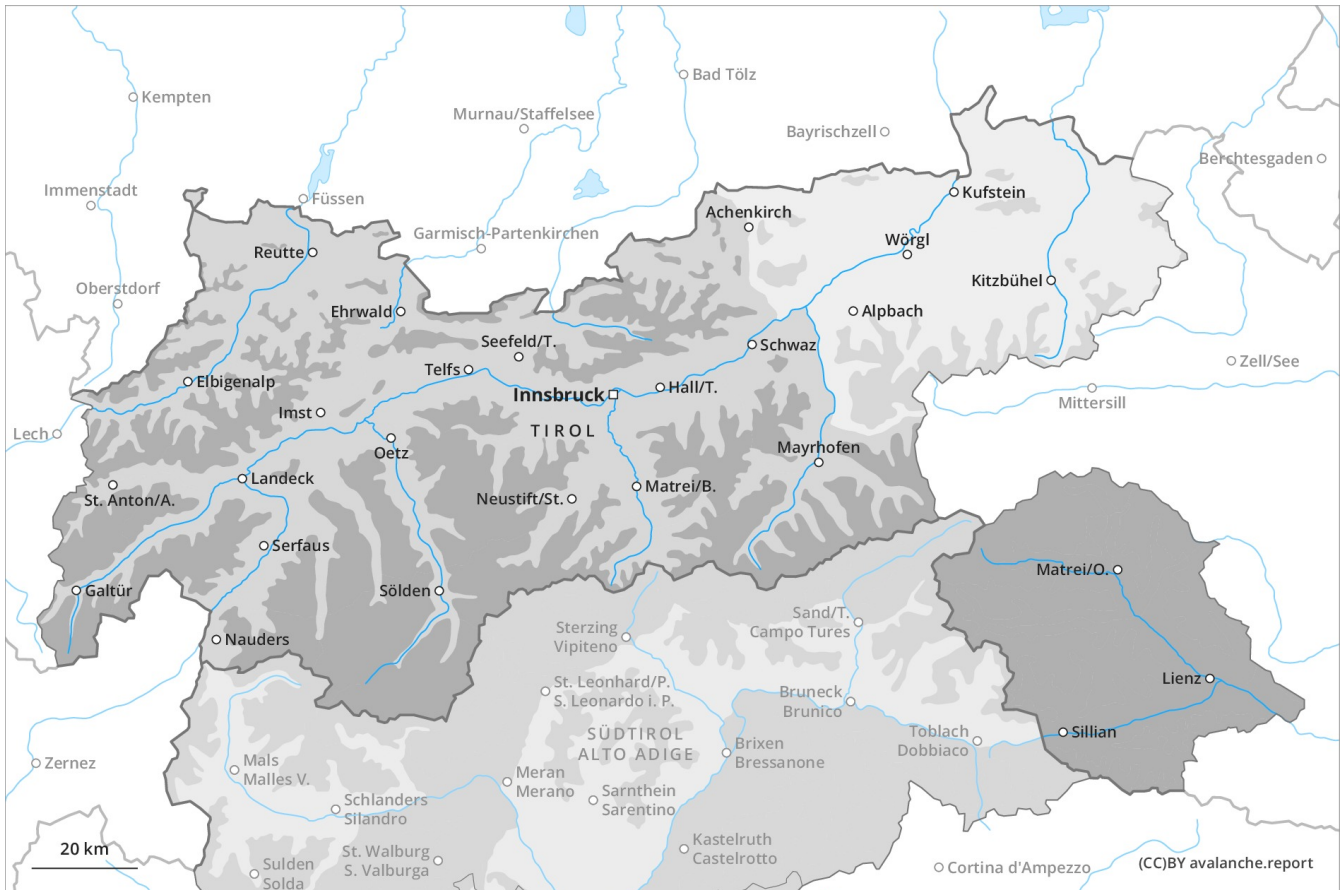 Bad Tölz
Kempten
Murnau/Staffelsee
Bayrischzell
Berchtesgaden
Immenstadt
Füssen
Kufstein
Achenkirch
Garmisch-Partenkirchen
Wörgl
Reutte
Kitzbühel
Oberstdorf
Ehrwald
Alpbach
Seefeld/T.
Schwaz
Zell/See
Telfs
Elbigenalp
Hall/T.
Innsbruck
Mittersill
Imst
TIROL
Lech
Oetz
Mayrhofen
Landeck
St. Anton/A.
Neustift/St.
Matrei/B.
Serfaus
Matrei/O.
Galtür
Sölden
Sand/T.
Campo Tures
Sterzing
Vipiteno
Nauders
Lienz
St. Leonhard/P.
S. Leonardo i. P.
Bruneck
Brunico
Sillian
Toblach
Dobbiaco
SÜDTIROL
ALTO ADIGE
Brixen
Bressanone
Zernez
Mals
Malles V.
Meran
Merano
Sarnthein
Sarentino
Schlanders
Silandro
20 km
St. Walburg
S. Valburga
Kastelruth
Castelrotto
Sulden
Solda
Cortina d'Ampezzo
(CC)BY avalanche.report